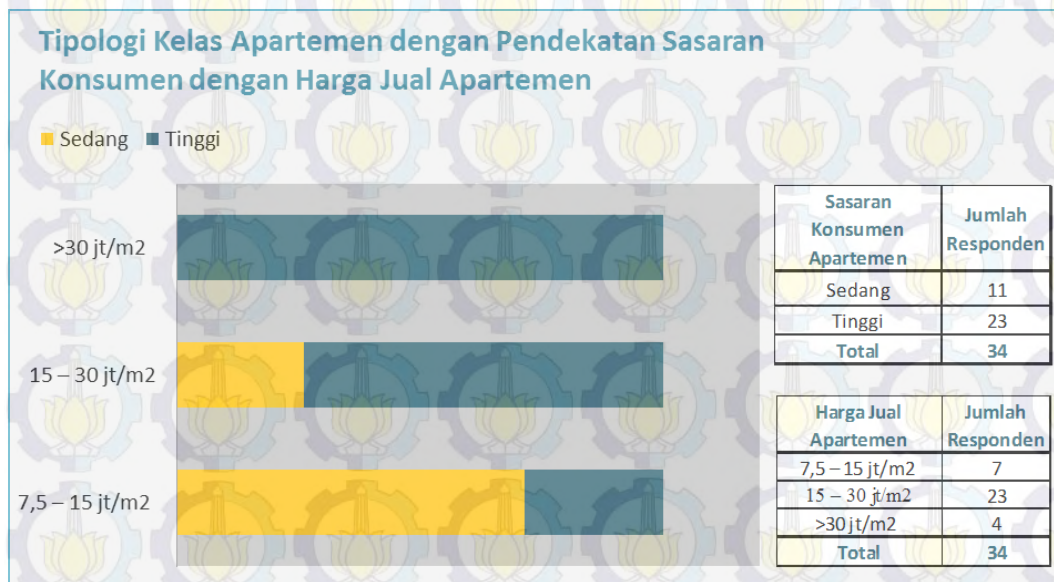 Tipologi Kelas Apartemen dengan Pendekatan Sasaran
Konsumen dengan Harga Jual Apartemen
Sedang Tinggi
>30 jt/m2
15 – 30 jt/m2
7,5 – 15 jt/m2
Sasaran
Konsumen
Apartemen
Jumlah
Responden
Sedang 11
Tinggi 23
Total 34
Harga Jual
Apartemen
Jumlah
Responden
7,5 – 15 jt/m2 7
15 – 30 jt/m2 23
>30 jt/m2 4
Total 34